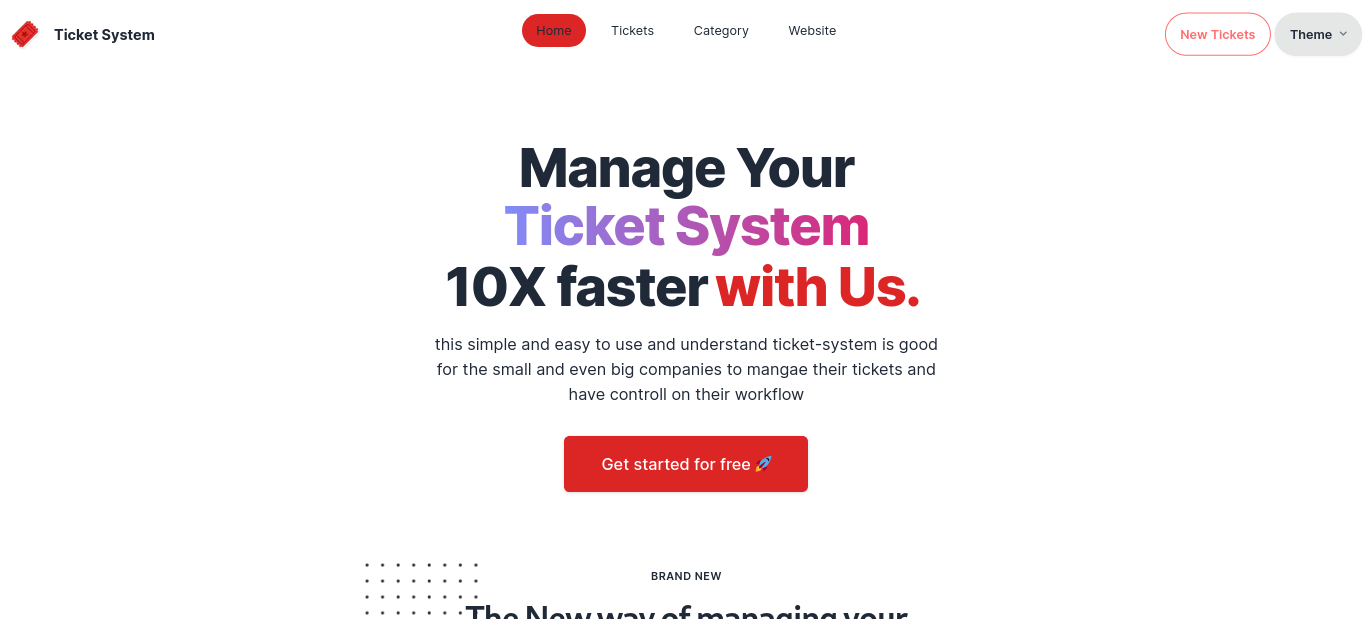 Ticket System
Home
Tickets
Category
Website
New Tickets
Theme
Manage Your
Ticket System
10X faster with Us.
this simple and easy to use and understand ticket-system is good
for the small and even big companies to mangae their tickets and
have controll on their workflow
Get started for free 🚀
BRAND NEW
The New way of managing your